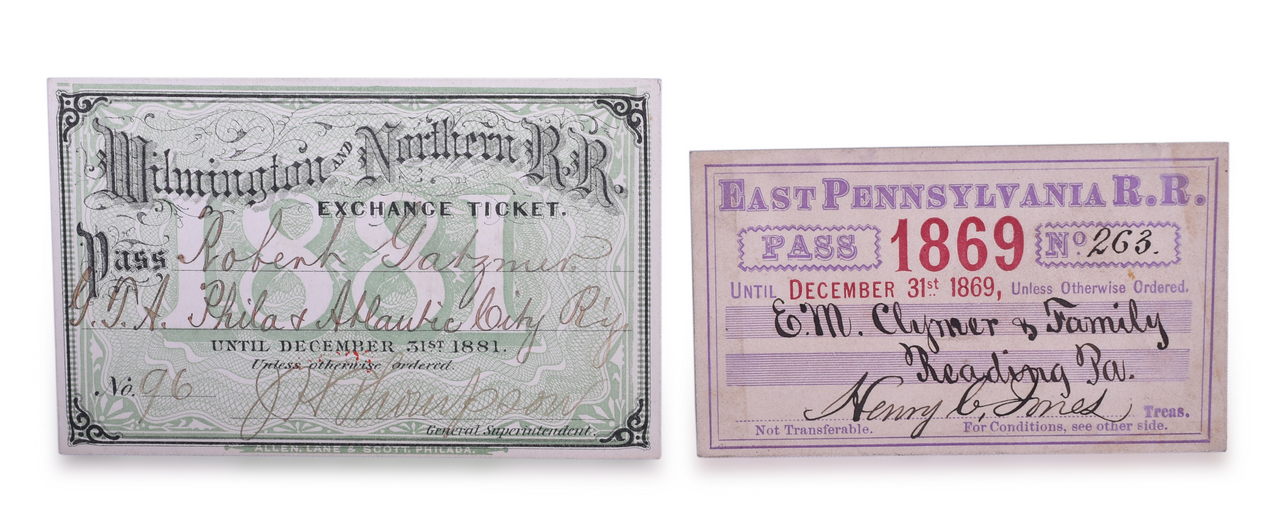 Wilmington AND Northern R.R.
EXCHANGE TICKET.
1881
Pass Robert Gatzmer
G.T.A. Phila & Atlantic City Ry
UNTIL DECEMBER 31ST 1881.
Unless otherwise ordered.
No. 96
General Superintendent.
ALLEN, LANE & SCOTT, PHILADA.
EAST PENNSYLVANIA R.R.
PASS 1869 No. 263.
UNTIL DECEMBER 31st 1869, Unless Otherwise Ordered.
E.M. Clymer & Family
Reading Pa.
Henry C. Jones Treas.
Not Transferable. For Conditions, see other side.